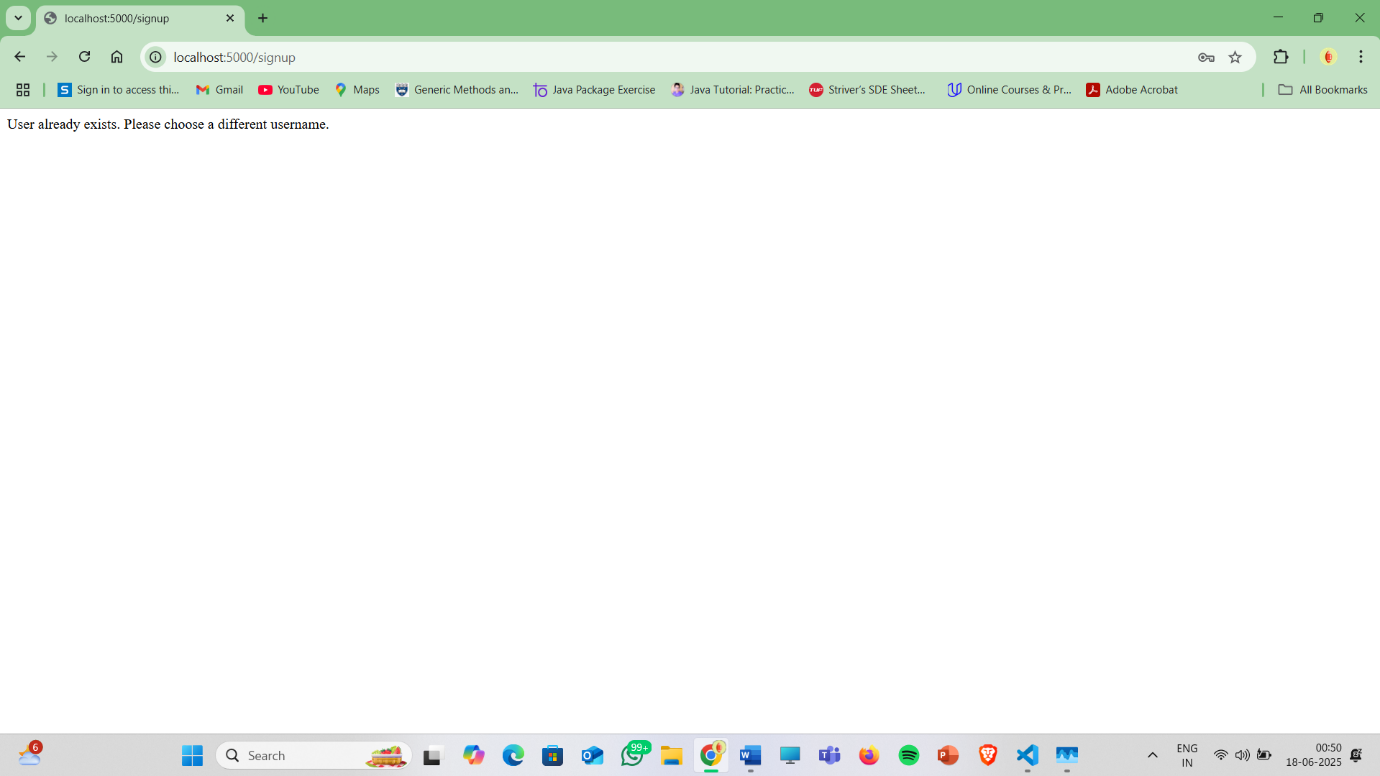 localhost:5000/signup
localhost:5000/signup
Sign in to access thi... Gmail YouTube Maps Generic Methods an... Java Package Exercise Java Tutorial: Practic... TUF Striver's SDE Sheet... Online Courses & Pr... Adobe Acrobat All Bookmarks
User already exists. Please choose a different username.
6 Search 99+ ENG 00:50
IN 18-06-2025